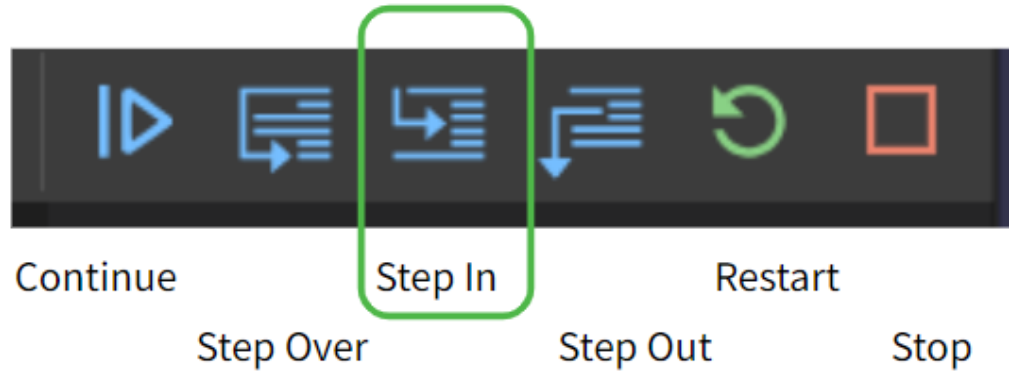 Continue
Step In
Restart
Step Over
Step Out
Stop